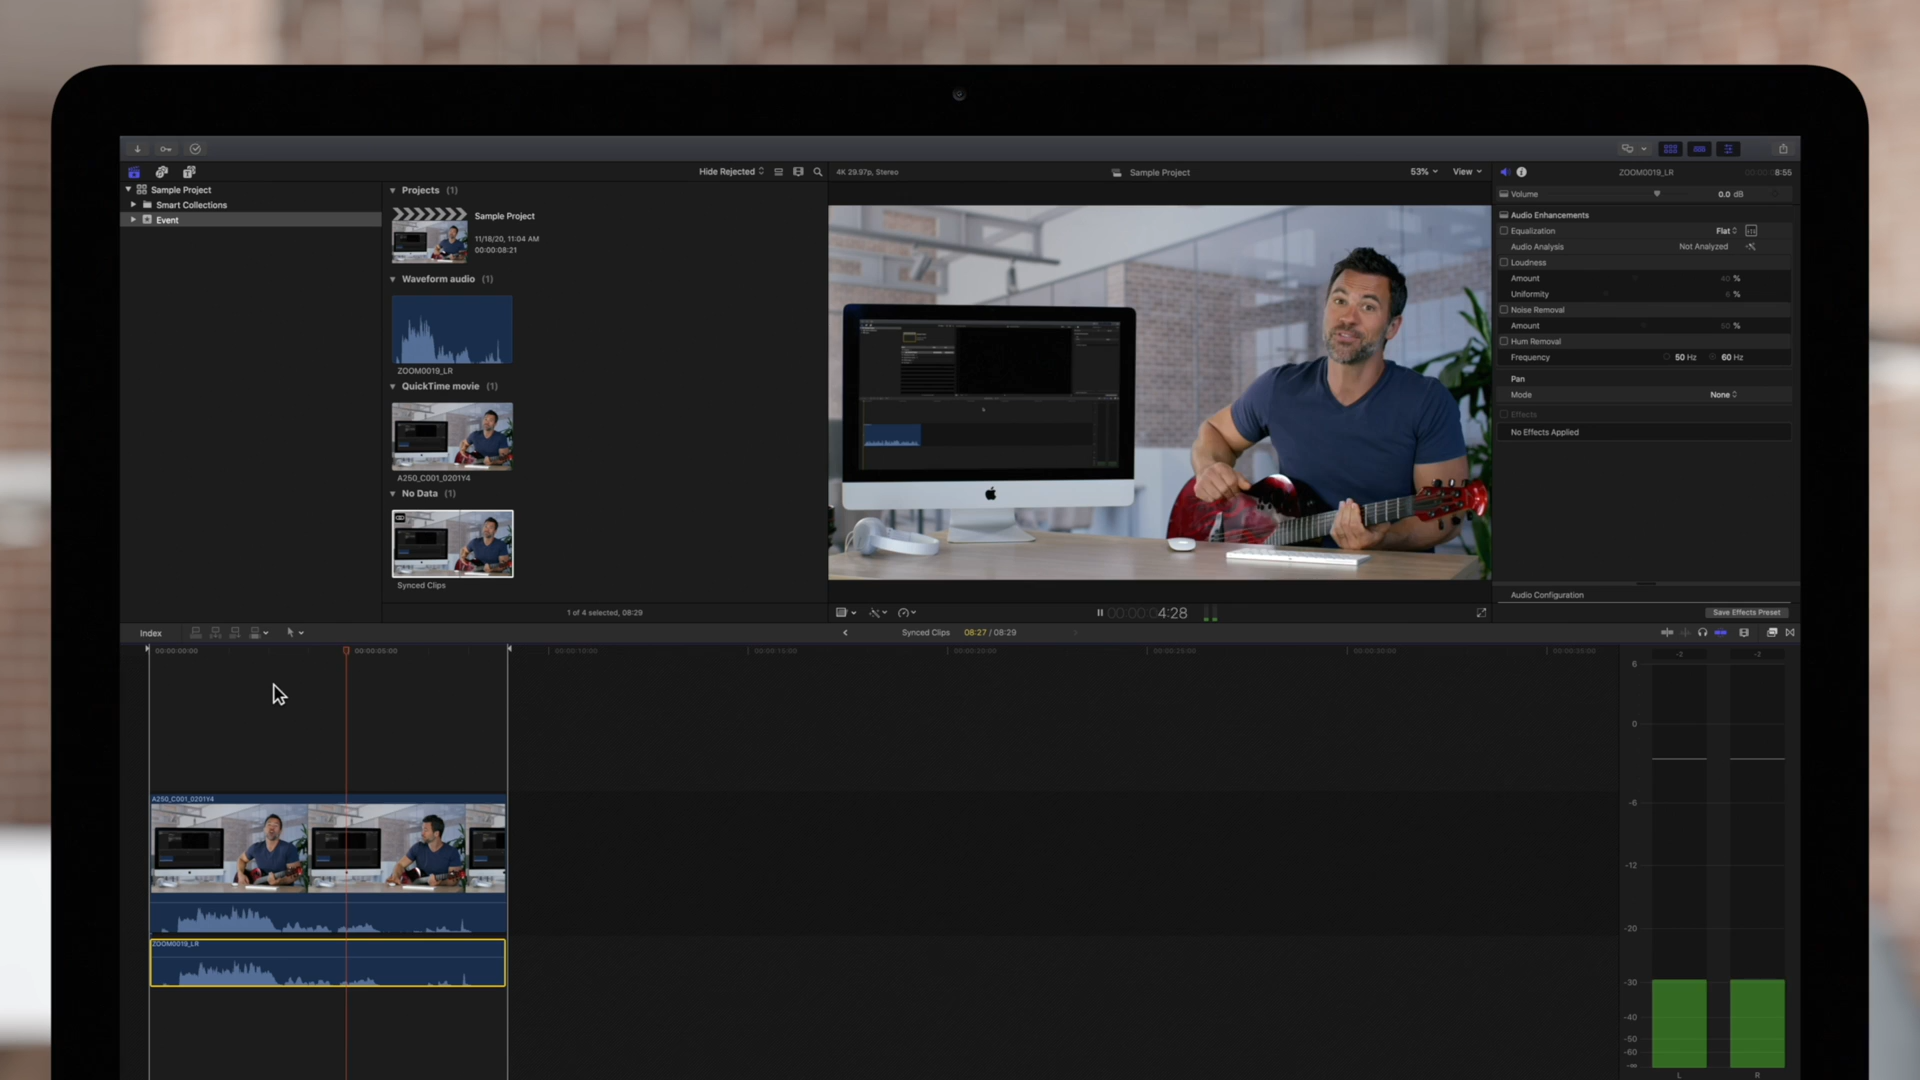 Hide Rejected
4K 29.97p, Stereo
Sample Project
53%
View
ZOOM0019_LR
8:55
Sample Project
Smart Collections
Event
Projects (1)
Sample Project
11/18/20, 11:04 AM
00:00:08:21
Waveform audio (1)
ZOOM0019_LR
QuickTime movie (1)
A250_C001_0201Y4
No Data (1)
Synced Clips
1 of 4 selected, 08:29
Volume 0.0 dB
Audio Enhancements
Equalization Flat
Audio Analysis Not Analyzed
Loudness
Amount 40 %
Uniformity %
Noise Removal
Amount 50 %
Hum Removal
Frequency 50 Hz 60 Hz
Pan
Mode None
Effects
No Effects Applied
Audio Configuration
Save Effects Preset
00:00:04:28
Index
Synced Clips 08:27 / 08:29
00:00:00:00 00:00:05:00 00:00:10:00 00:00:15:00 00:00:20:00 00:00:25:00 00:00:30:00 00:00:35:00
A250_C001_0201Y4
ZOOM0019_LR
-2 -2
6
0
-6
-12
-20
-30
-40
-50
-60
-∞
L R